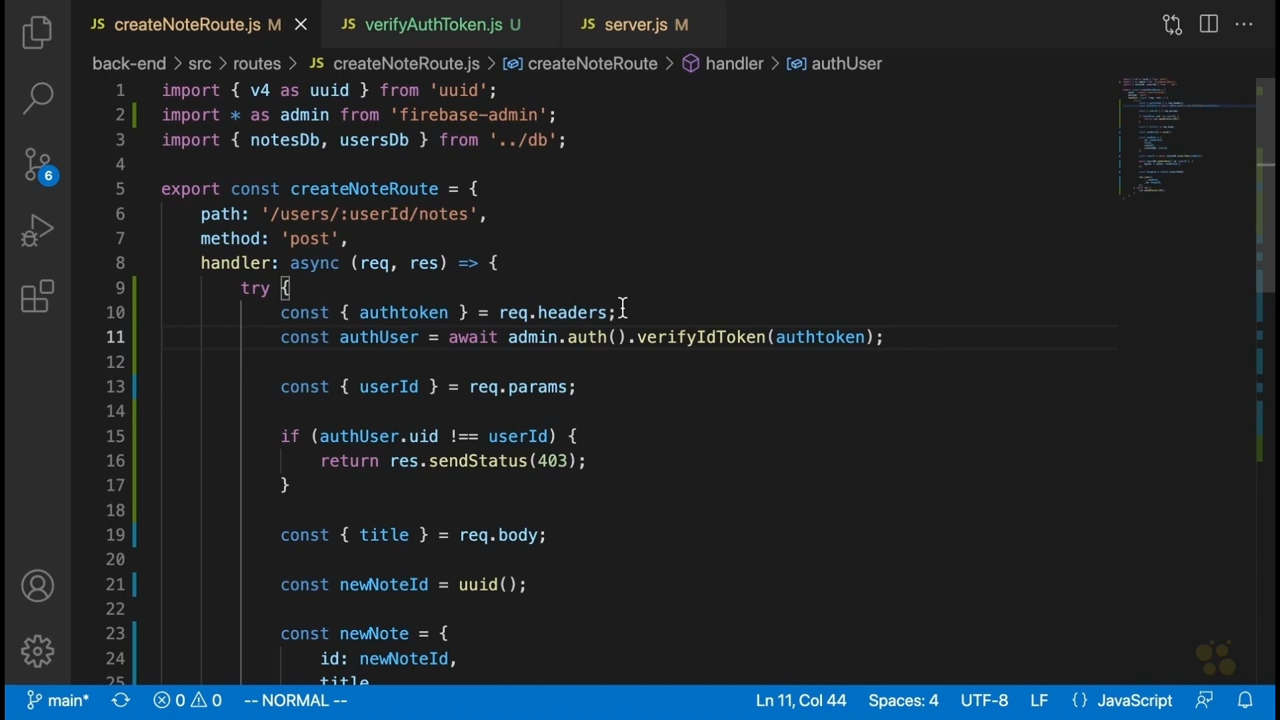 JS createNoteRoute.js M
JS verifyAuthToken.js U
JS server.js M
back-end > src > routes > JS createNoteRoute.js > createNoteRoute > handler > authUser
1 import { v4 as uuid } from 'uuid';
2 import * as admin from 'firebase-admin';
3 import { notesDb, usersDb } from '../db';
4
5 export const createNoteRoute = {
6 path: '/users/:userId/notes',
7 method: 'post',
8 handler: async (req, res) => {
9 try {
10 const { authtoken } = req.headers;
11 const authUser = await admin.auth().verifyIdToken(authtoken);
12
13 const { userId } = req.params;
14
15 if (authUser.uid !== userId) {
16 return res.sendStatus(403);
17 }
18
19 const { title } = req.body;
20
21 const newNoteId = uuid();
22
23 const newNote = {
24 id: newNoteId,
25 title
6
main* 0 0 -- NORMAL -- Ln 11, Col 44 Spaces: 4 UTF-8 LF {} JavaScript